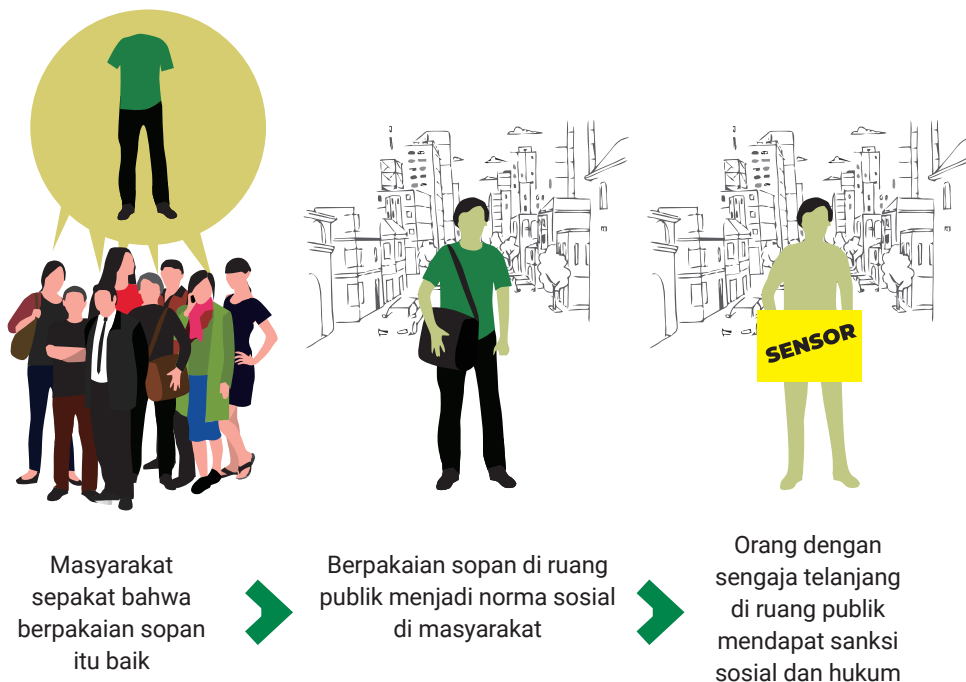 SENSOR
Masyarakat
sepakat bahwa
berpakaian sopan
itu baik
Berpakaian sopan di ruang
publik menjadi norma sosial
di masyarakat
Orang dengan
sengaja telanjang
di ruang publik
mendapat sanksi
sosial dan hukum